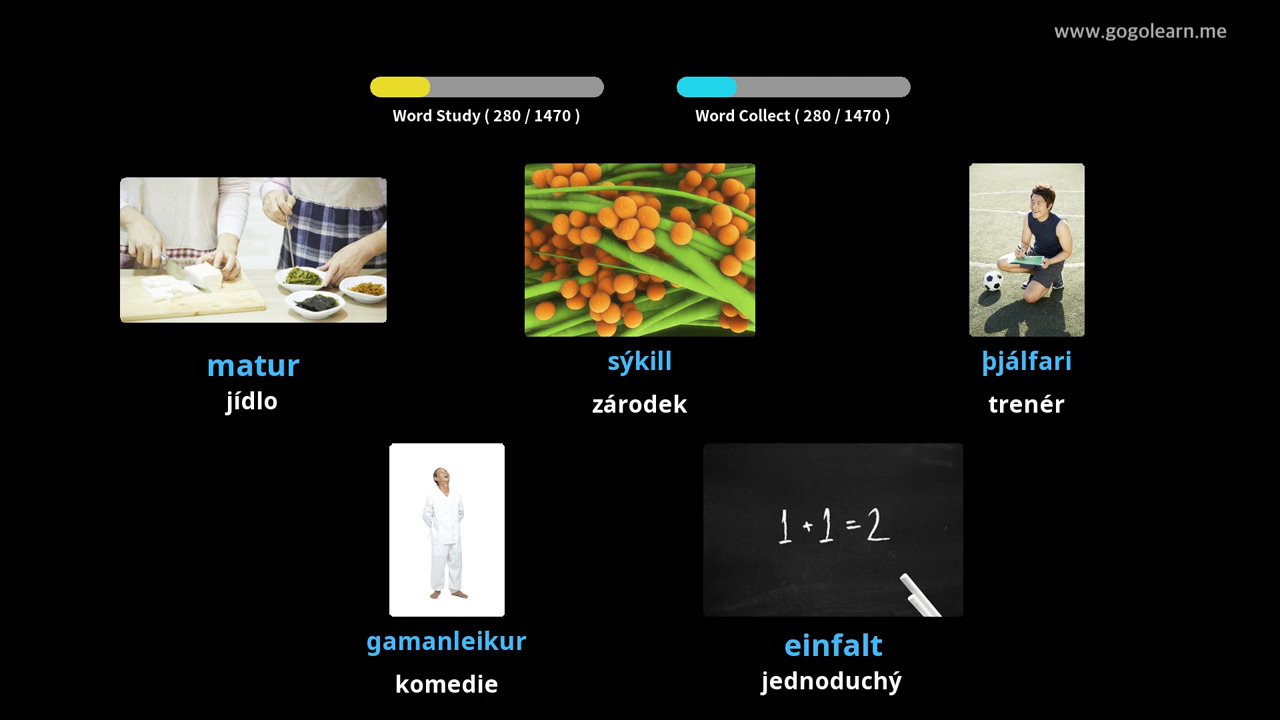 www.gogolearn.me
Word Study ( 280 / 1470 )
Word Collect ( 280 / 1470 )
matur
jídlo
sýkill
zárodek
þjálfari
trenér
gamanleikur
komedie
1 + 1 = 2
einfalt
jednoduchý